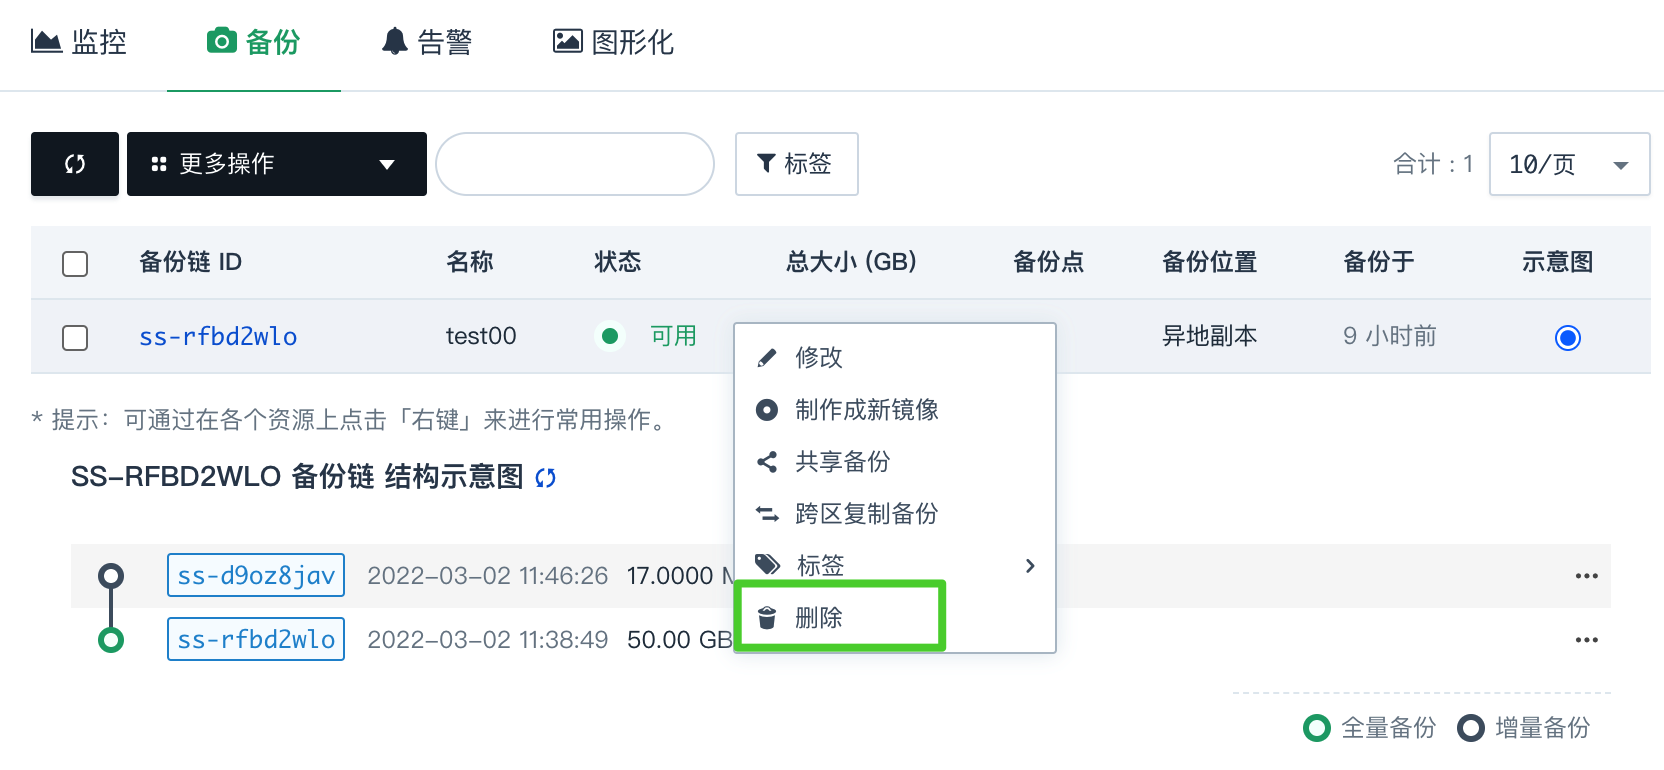 监控 备份 告警 图形化
更多操作 标签 合计 : 1 10/页
备份链 ID 名称 状态 总大小 (GB) 备份点 备份位置 备份于 示意图
ss-rfbd2wlo test00 可用 异地副本 9 小时前
修改
制作成新镜像
* 提示：可通过在各个资源上点击「右键」来进行常用操作。
共享备份
SS-RFBD2WLO 备份链 结构示意图
跨区复制备份
标签
ss-d9oz8jav 2022-03-02 11:46:26 17.0000
删除
ss-rfbd2wlo 2022-03-02 11:38:49 50.00 GB
全量备份 增量备份